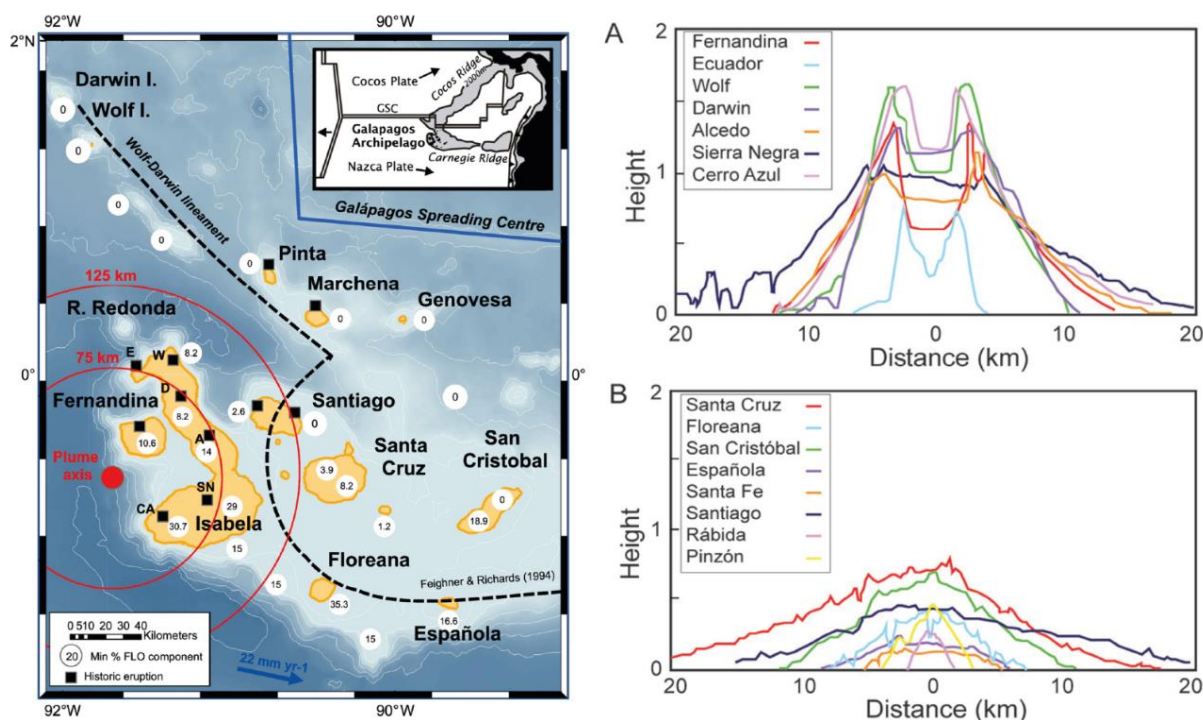 92°W
90°W
2°N
Darwin I.
Wolf I.
0
0
0
0
Wolf-Darwin lineament
Cocos Plate
Cocos Ridge
2000m
GSC
Galapagos
Archipelago
Carnegie Ridge
Nazca Plate
Galápagos Spreading Centre
Pinta
0
Marchena
0
Genovesa
0
125 km
R. Redonda
75 km
E
W
8.2
0°
0°
D
8.2
Fernandina
10.6
A
14
2.6
Santiago
0
0
Plume
axis
Santa
Cruz
3.9
8.2
San
Cristobal
0
18.9
1.2
SN
29
CA
30.7
Isabela
15
15
Floreana
35.3
Feighner & Richards (1994)
16.6
Española
15
0 5 10 20 30 40
Kilometers
20 Min % FLO component
Historic eruption
22 mm yr-1
92°W
90°W
A
2
1
0
Height
Fernandina
Ecuador
Wolf
Darwin
Alcedo
Sierra Negra
Cerro Azul
20 10 0 10 20
Distance (km)
B
2
1
0
Height
Santa Cruz
Floreana
San Cristóbal
Española
Santa Fe
Santiago
Rábida
Pinzón
20 10 0 10 20
Distance (km)